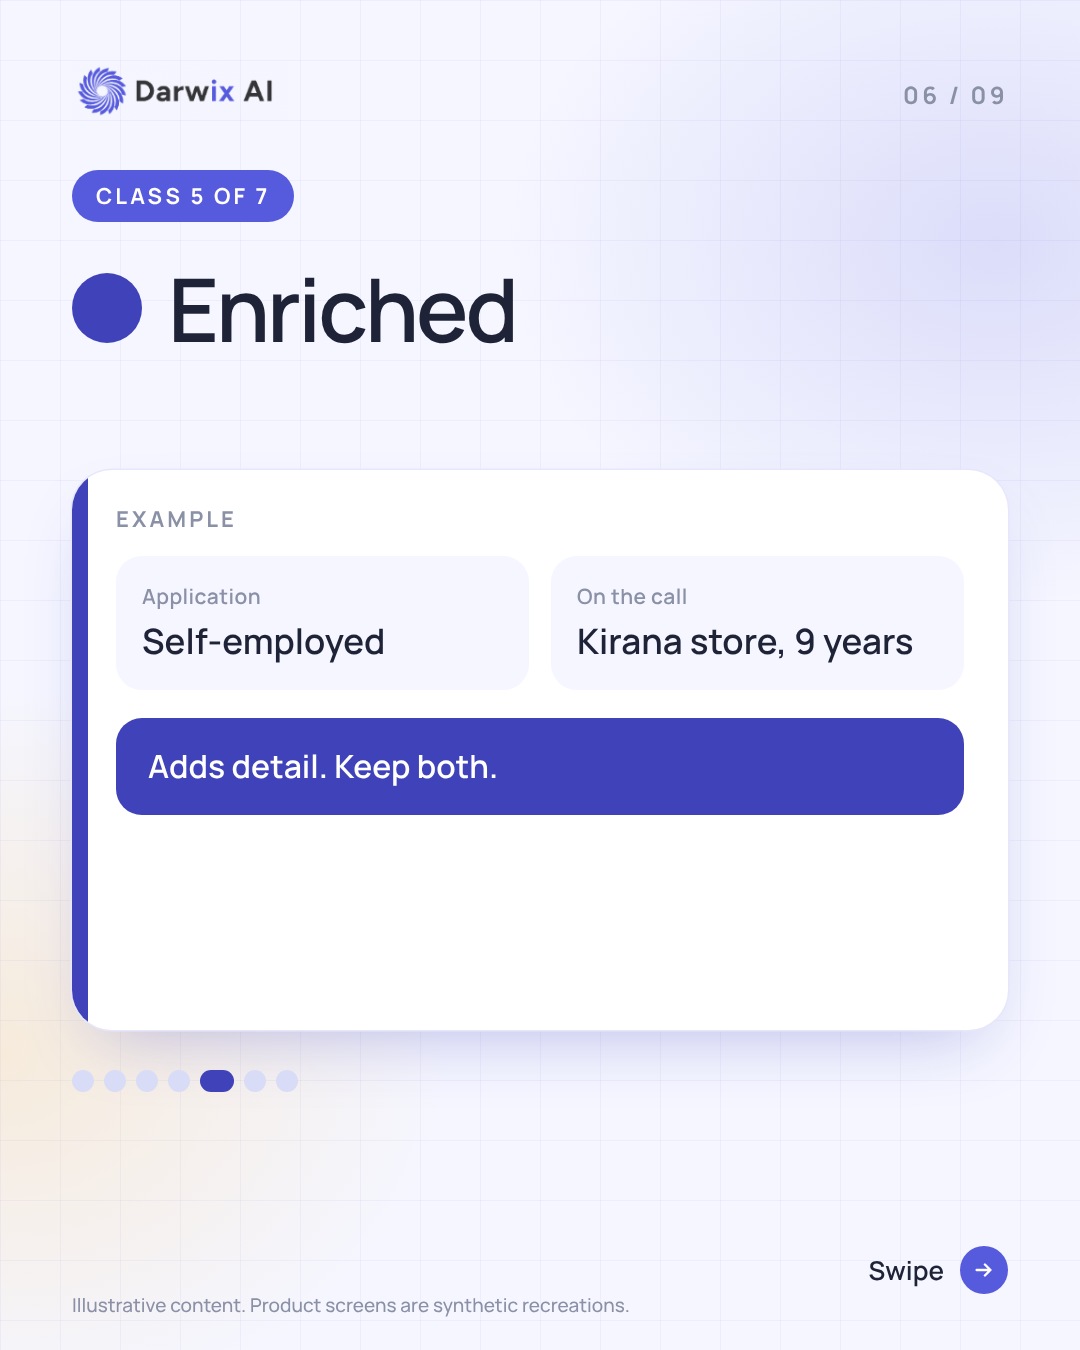 Darwix AI
06 / 09
CLASS 5 OF 7
Enriched
EXAMPLE
Application
Self-employed
On the call
Kirana store, 9 years
Adds detail. Keep both.
Swipe
Illustrative content. Product screens are synthetic recreations.